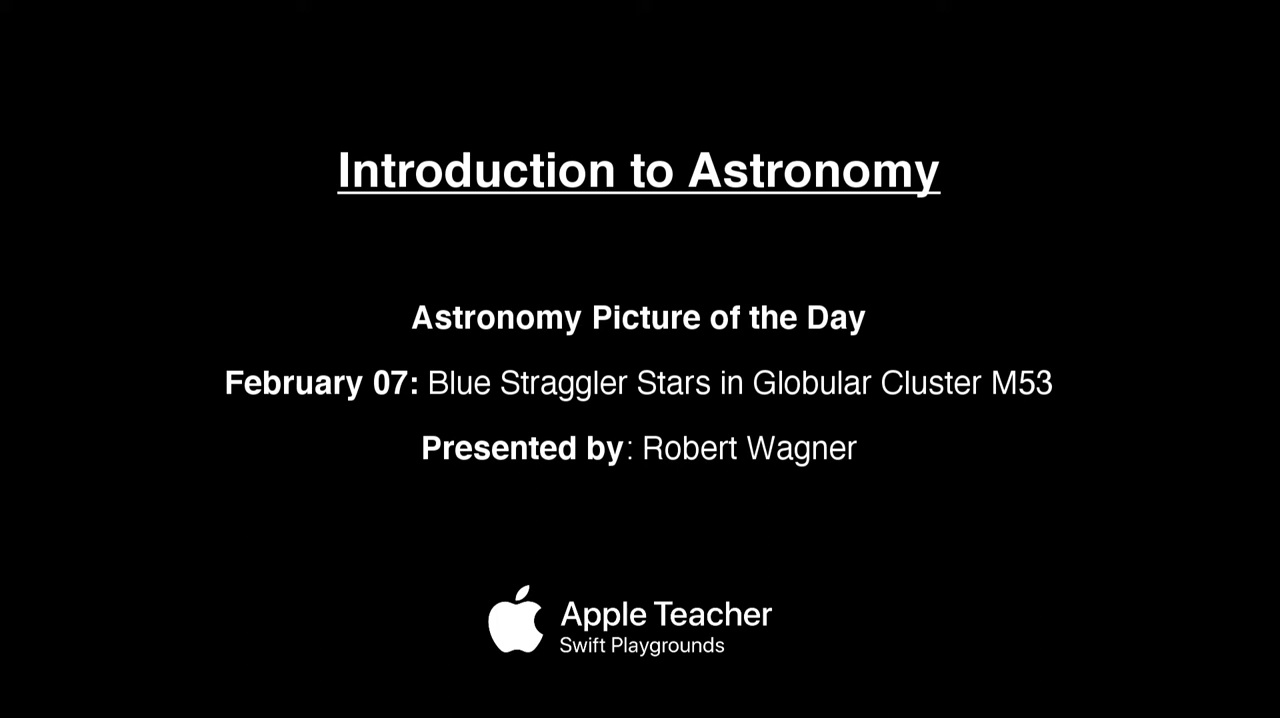 Introduction to Astronomy
Astronomy Picture of the Day
February 07: Blue Straggler Stars in Globular Cluster M53
Presented by: Robert Wagner
Apple Teacher
Swift Playgrounds